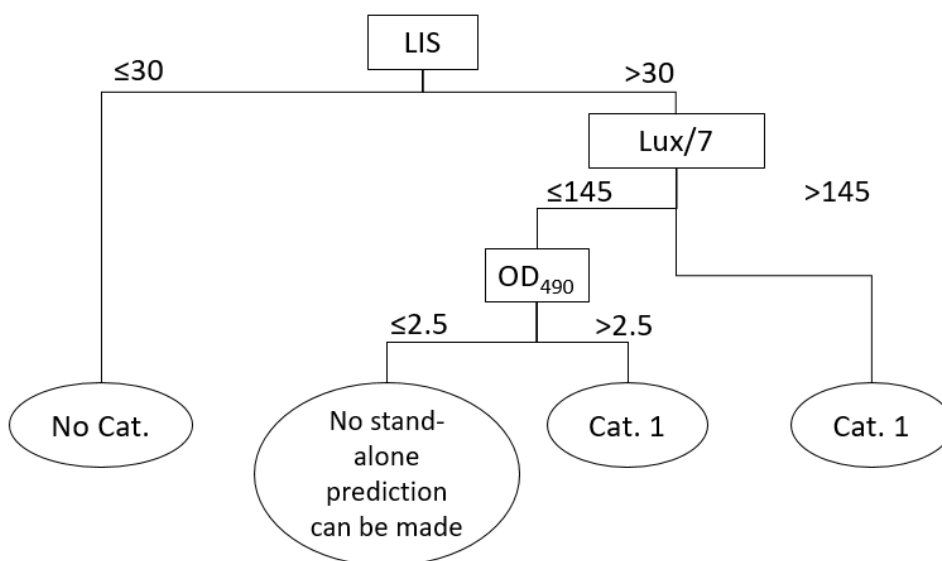 LIS
≤30
>30
Lux/7
≤145
>145
OD₄₉₀
≤2.5
>2.5
No Cat.
No stand-
alone
prediction
can be made
Cat. 1
Cat. 1